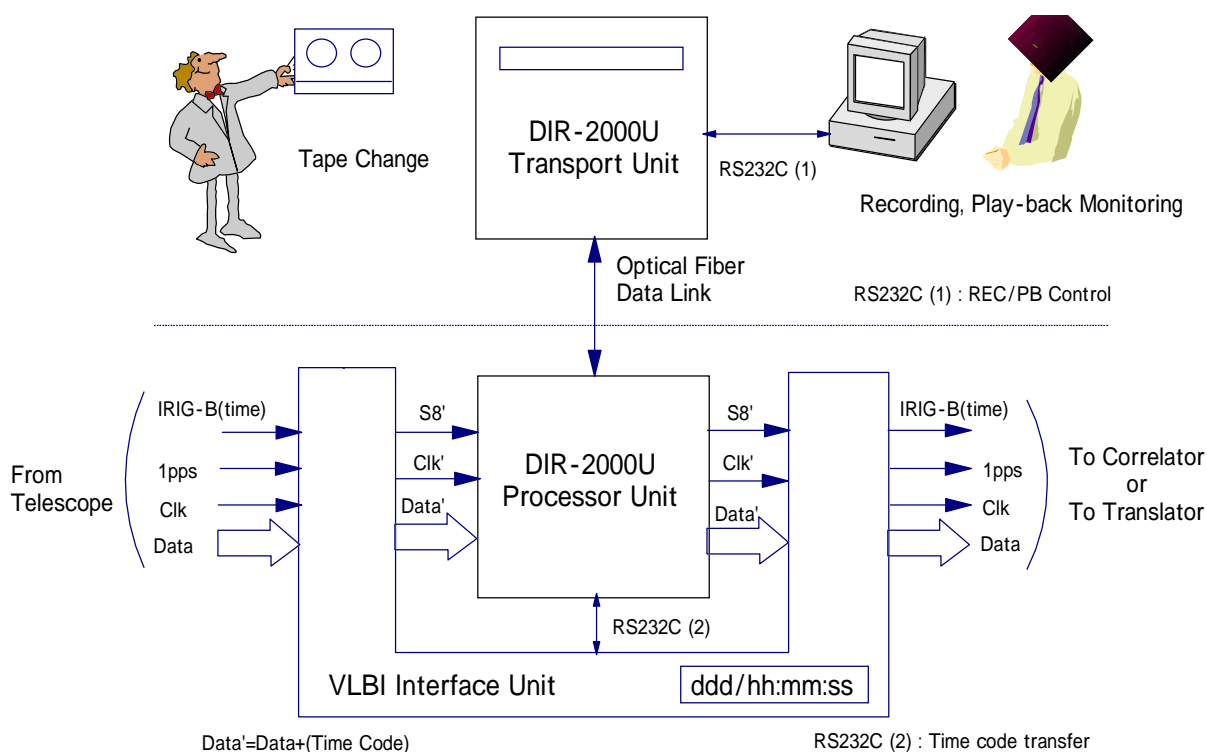 Tape Change
DIR-2000U
Transport Unit
RS232C (1)
Recording, Play-back Monitoring
Optical Fiber
Data Link
RS232C (1) : REC/PB Control
From
Telescope
IRIG-B(time)
1pps
Clk
Data
S8'
Clk'
Data'
DIR-2000U
Processor Unit
S8'
Clk'
Data'
IRIG-B(time)
1pps
Clk
Data
To Correlator
or
To Translator
RS232C (2)
VLBI Interface Unit
ddd/hh:mm:ss
Data'=Data+(Time Code)
RS232C (2) : Time code transfer